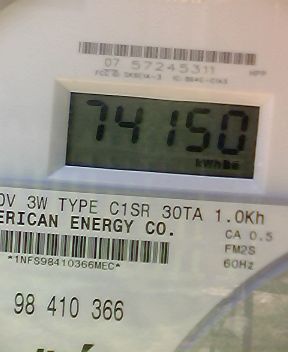 07 57245311
HPP
74150
kWh
0V 3W TYPE C1SR 30TA 1.0Kh
ERICAN ENERGY CO.
CA 0.5
FM2S
*1NFS98410366MEC*
60Hz
98 410 366